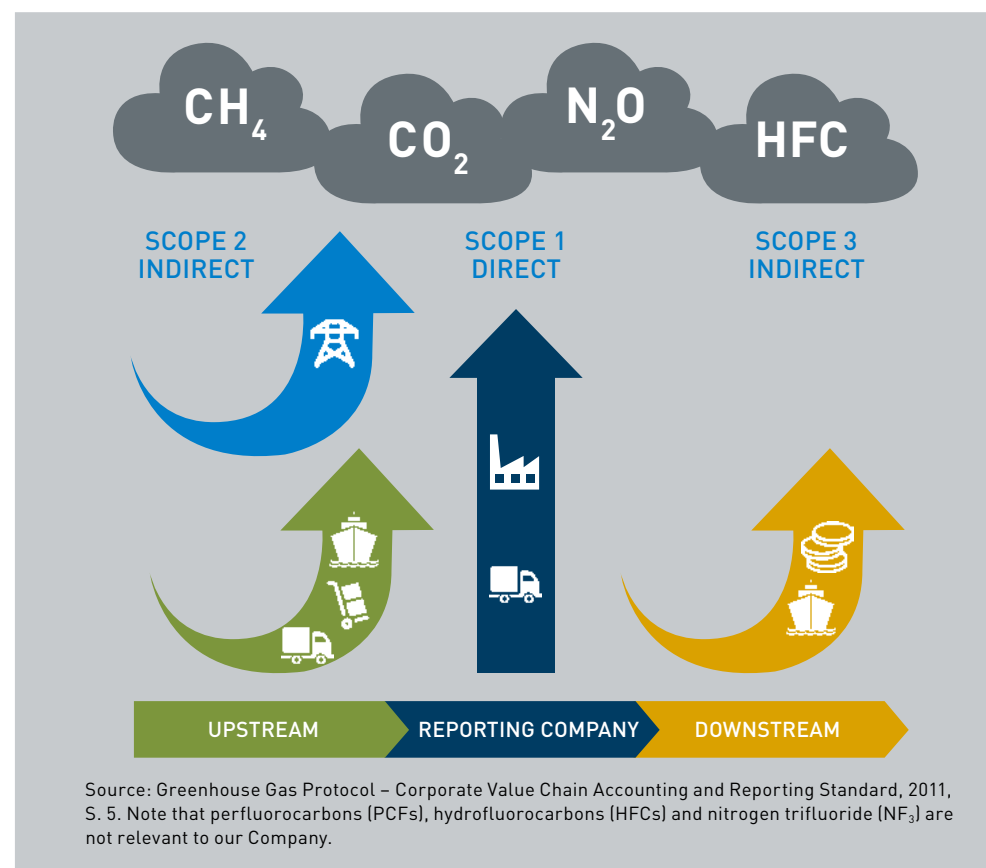 CH₄
CO₂
N₂O
HFC
SCOPE 2
INDIRECT
SCOPE 1
DIRECT
SCOPE 3
INDIRECT
UPSTREAM
REPORTING COMPANY
DOWNSTREAM
Source: Greenhouse Gas Protocol – Corporate Value Chain Accounting and Reporting Standard, 2011,
S. 5. Note that perfluorocarbons (PCFs), hydrofluorocarbons (HFCs) and nitrogen trifluoride (NF₃) are
not relevant to our Company.